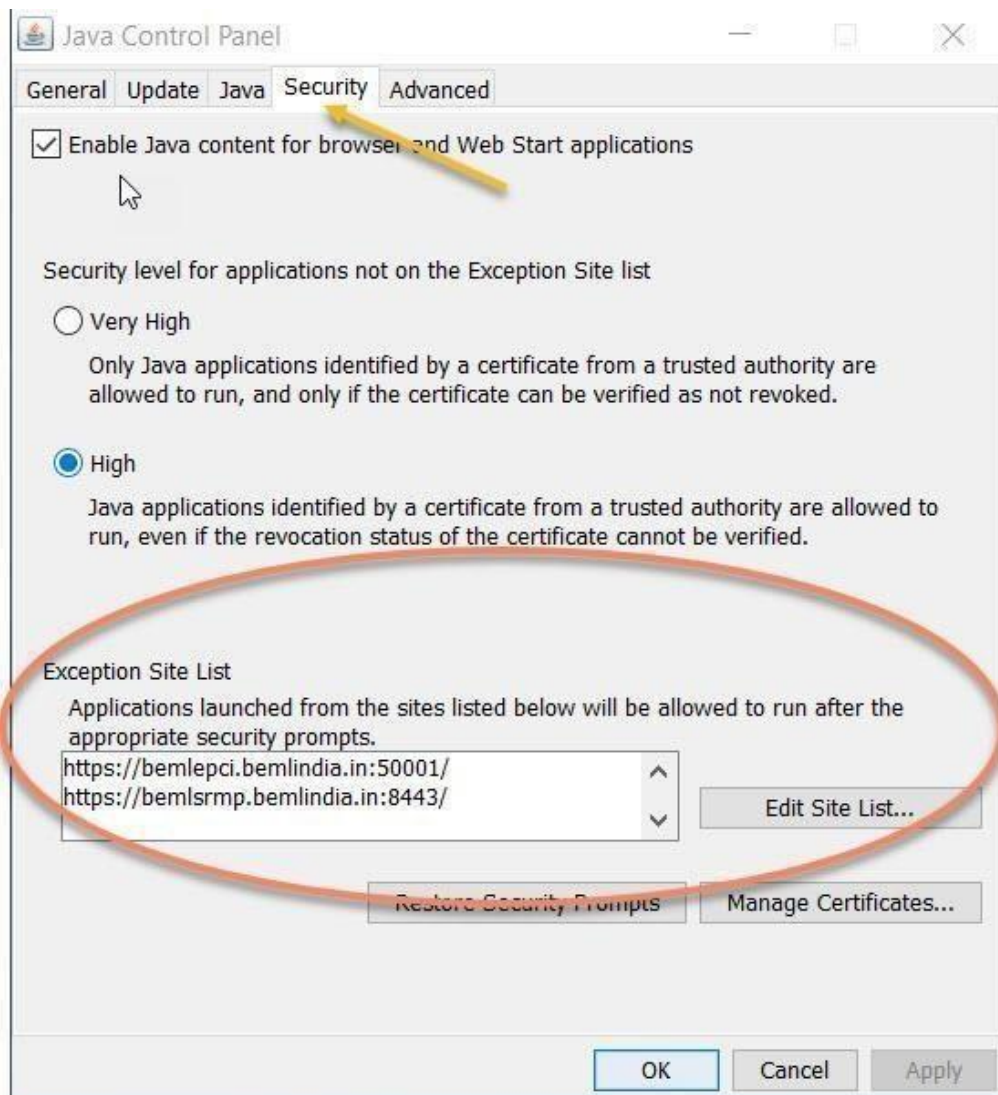 Java Control Panel
General Update Java Security Advanced
Enable Java content for browser and Web Start applications
Security level for applications not on the Exception Site list
Very High
Only Java applications identified by a certificate from a trusted authority are
allowed to run, and only if the certificate can be verified as not revoked.
High
Java applications identified by a certificate from a trusted authority are allowed to
run, even if the revocation status of the certificate cannot be verified.
Exception Site List
Applications launched from the sites listed below will be allowed to run after the
appropriate security prompts.
https://bemlepci.bemlindia.in:50001/
https://bemlsrmp.bemlindia.in:8443/
Edit Site List...
Restore Security Prompts Manage Certificates...
OK Cancel Apply